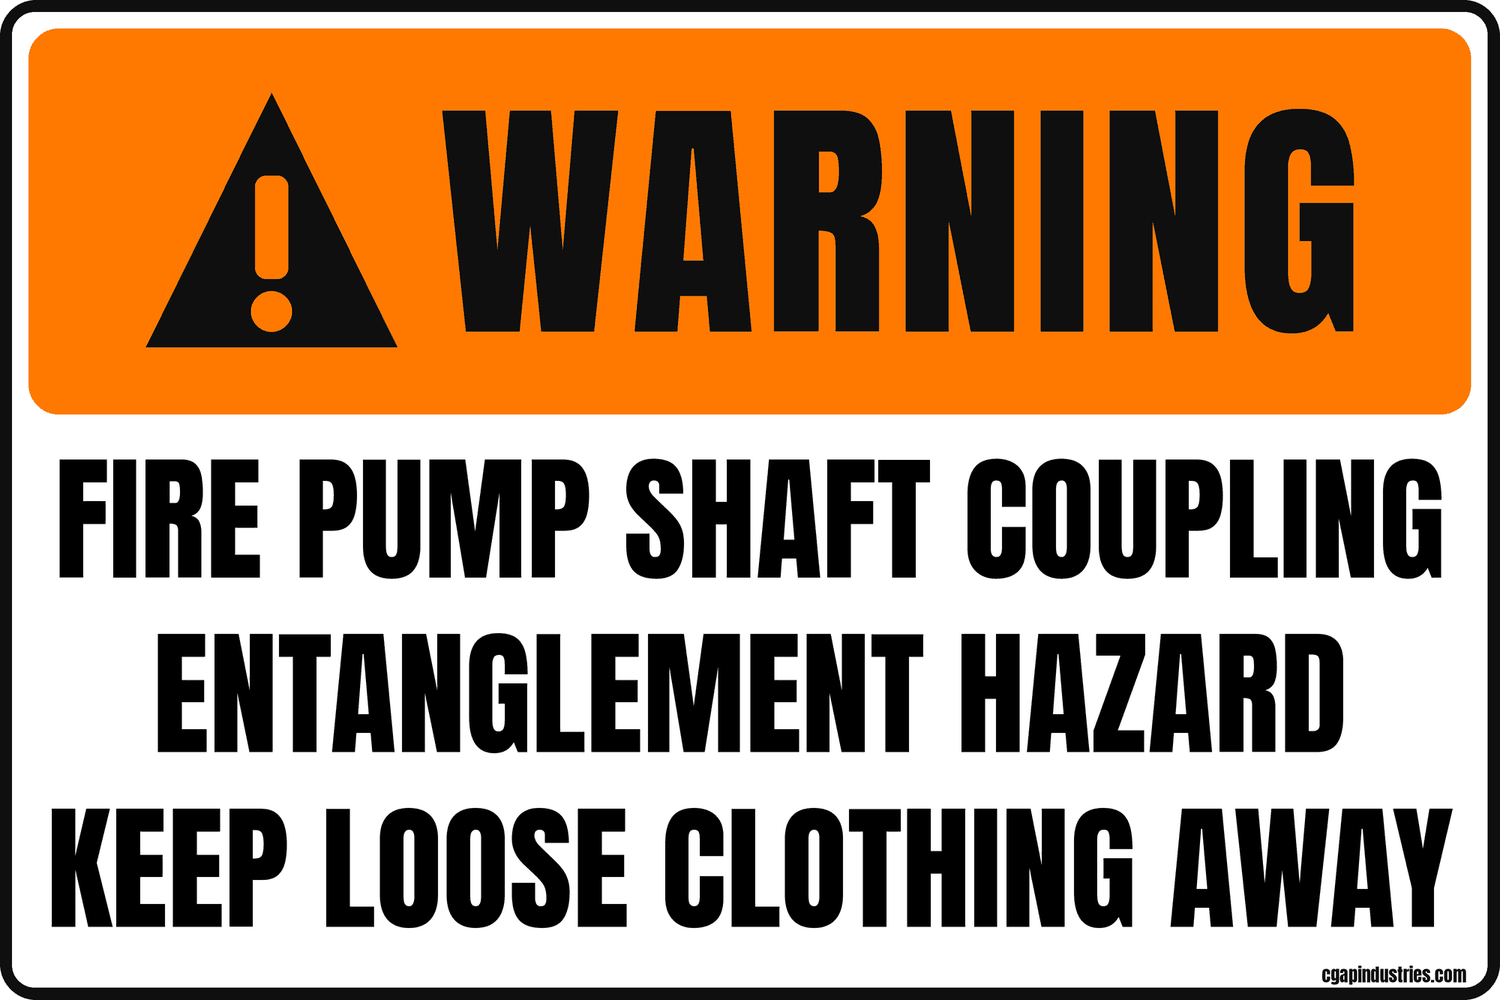 WARNING
FIRE PUMP SHAFT COUPLING
ENTANGLEMENT HAZARD
KEEP LOOSE CLOTHING AWAY
cgapindustries.com